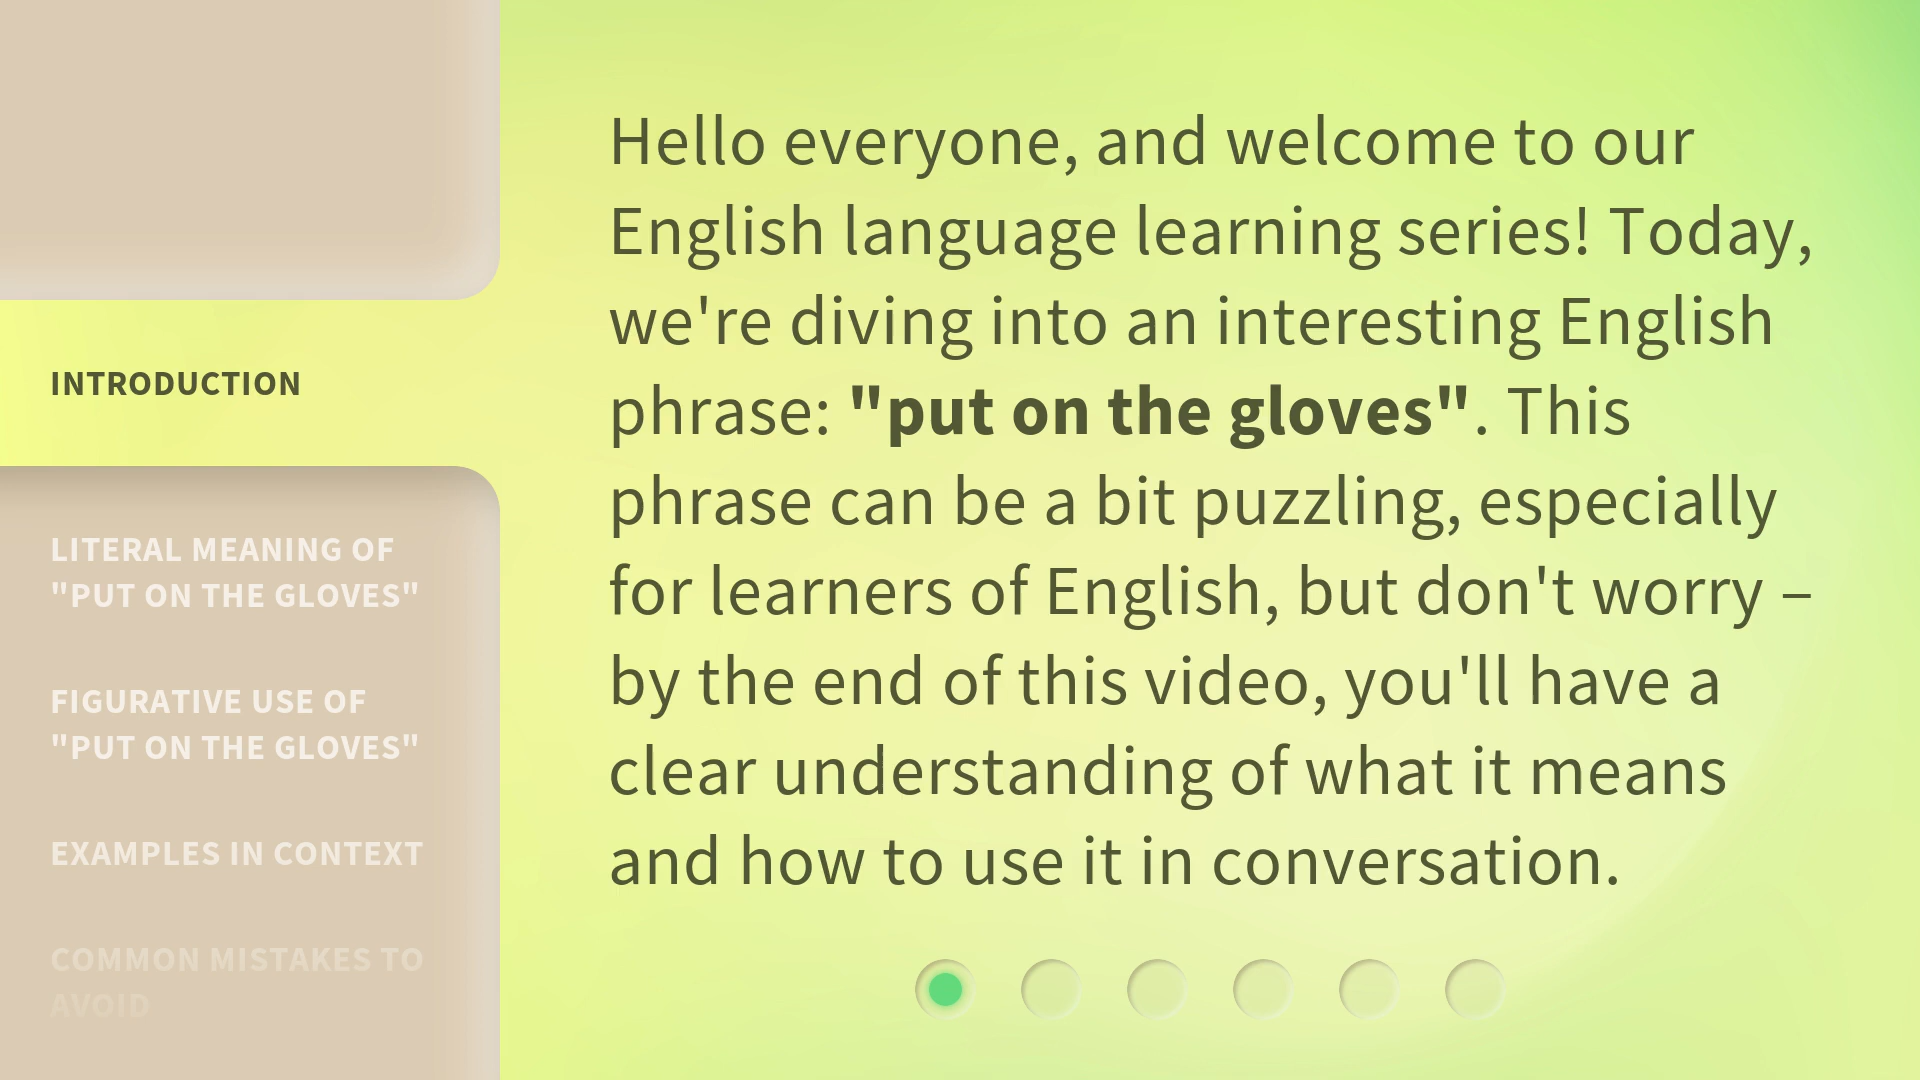 INTRODUCTION
LITERAL MEANING OF
"PUT ON THE GLOVES"
FIGURATIVE USE OF
"PUT ON THE GLOVES"
EXAMPLES IN CONTEXT
COMMON MISTAKES TO
AVOID
Hello everyone, and welcome to our
English language learning series! Today,
we're diving into an interesting English
phrase: "put on the gloves". This
phrase can be a bit puzzling, especially
for learners of English, but don't worry –
by the end of this video, you'll have a
clear understanding of what it means
and how to use it in conversation.